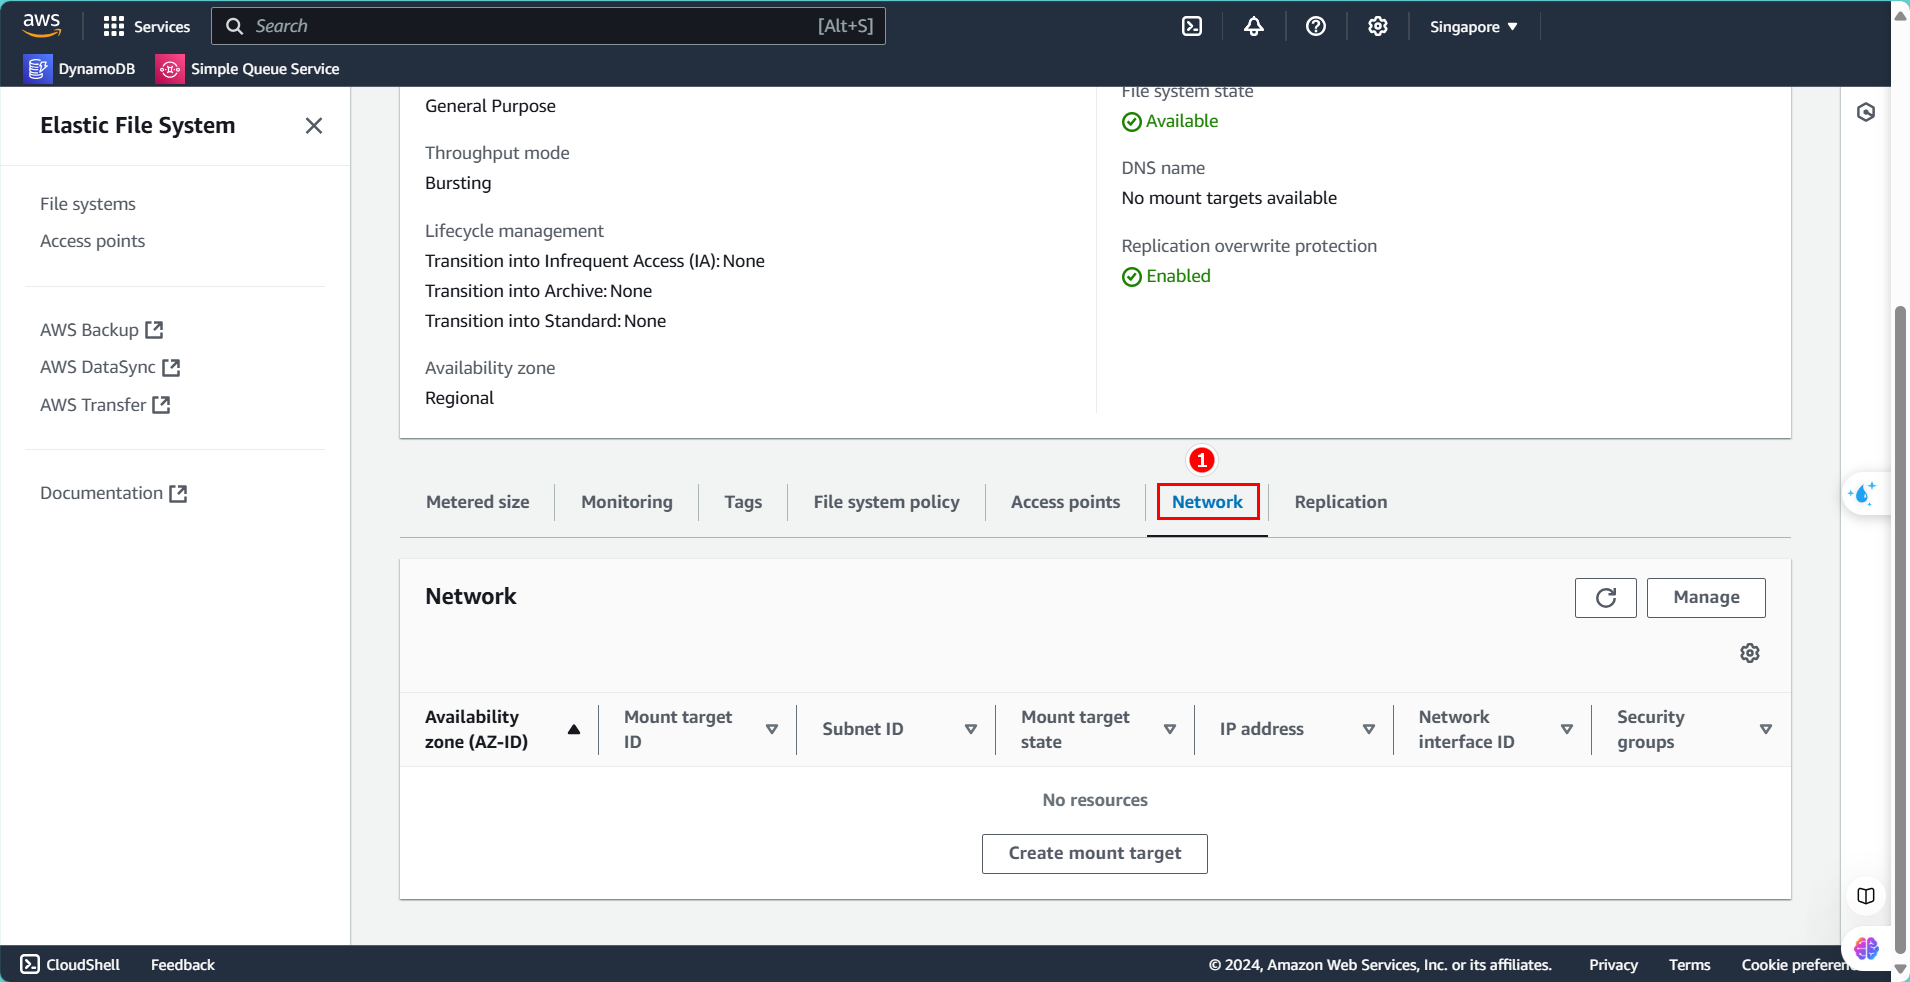 aws
Services
Search
[Alt+S]
Singapore
DynamoDB
Simple Queue Service
Elastic File System
File systems
Access points
AWS Backup
AWS DataSync
AWS Transfer
Documentation
General Purpose
Throughput mode
Bursting
Lifecycle management
Transition into Infrequent Access (IA): None
Transition into Archive: None
Transition into Standard: None
Availability zone
Regional
File system state
Available
DNS name
No mount targets available
Replication overwrite protection
Enabled
1
Metered size
Monitoring
Tags
File system policy
Access points
Network
Replication
Network
Manage
Availability
zone (AZ-ID)
Mount target
ID
Subnet ID
Mount target
state
IP address
Network
interface ID
Security
groups
No resources
Create mount target
CloudShell
Feedback
© 2024, Amazon Web Services, Inc. or its affiliates.
Privacy
Terms
Cookie preferen